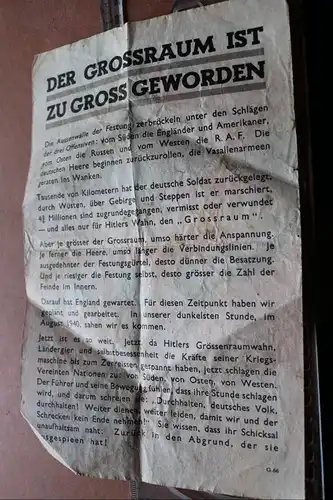 DER GROSSRAUM IST
ZU GROSS GEWORDEN
Die Aussenwälle der Festung zerbröckeln unter den Schlägen
der drei Offensiven: vom Süden die Engländer und Amerikaner,
vom Osten die Russen und vom Westen die R.A.F. Die
deutschen Heere beginnen zurückzurollen, die Vasallenarmeen
geraten ins Wanken.
Tausende von Kilometern hat der deutsche Soldat zurückgelegt,
durch Wüsten, über Gebirge und Steppen ist er marschiert,
4½ Millionen sind zugrundegegangen, vermisst oder verwundet
— und alles nur für Hitlers Wahn, den „Grossraum".
Aber je grösser der Grossraum, umso härter die Anspannung.
Je ferner die Heere, umso länger die Verbindungslinien. Je
ausgedehnter der Festungsgürtel, desto dünner die Besatzung.
Und je riesiger die Festung selbst, desto grösser die Zahl der
Feinde im Innern.
Darauf hat England gewartet. Für diesen Zeitpunkt haben wir
geplant und gearbeitet. In unserer dunkelsten Stunde, im
August 1940, sahen wir es kommen.
Jetzt ist es so weit. Jetzt da Hitlers Grössenraumwahn,
Ländergier und Selbstbesessenheit die Kräfte seiner Kriegs-
maschine bis zum Zerreissen gespannt haben, jetzt schlagen die
Vereinten Nationen zu: von Süden, von Osten, von Westen.
Der Führer und seine Bewegung fühlen, dass ihre Stunde schlagen
wird, und darum schreien sie: „Durchhalten, deutsches Volk,
durchhalten! Weiter dienen, weiter leiden, damit wir und der
Schrecken kein Ende nehmen!" Sie wissen, dass ihr Schicksal
unaufhaltsam naht: Zurück in den Abgrund, der sie
ausgespieen hat!
G.66